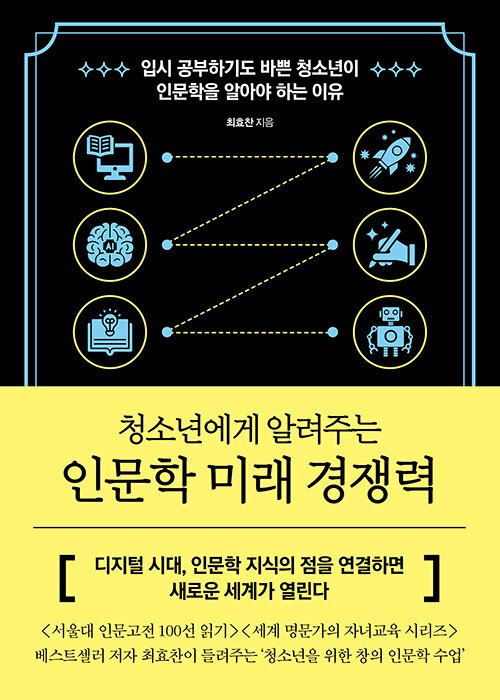 입시 공부하기도 바쁜 청소년이
인문학을 알아야 하는 이유
최효찬 지음
AI
청소년에게 알려주는
인문학 미래 경쟁력
[ 디지털 시대, 인문학 지식의 점을 연결하면
새로운 세계가 열린다 ]
<서울대 인문고전 100선 읽기> <세계 명문가의 자녀교육 시리즈>
베스트셀러 저자 최효찬이 들려주는 ‘청소년을 위한 창의 인문학 수업’